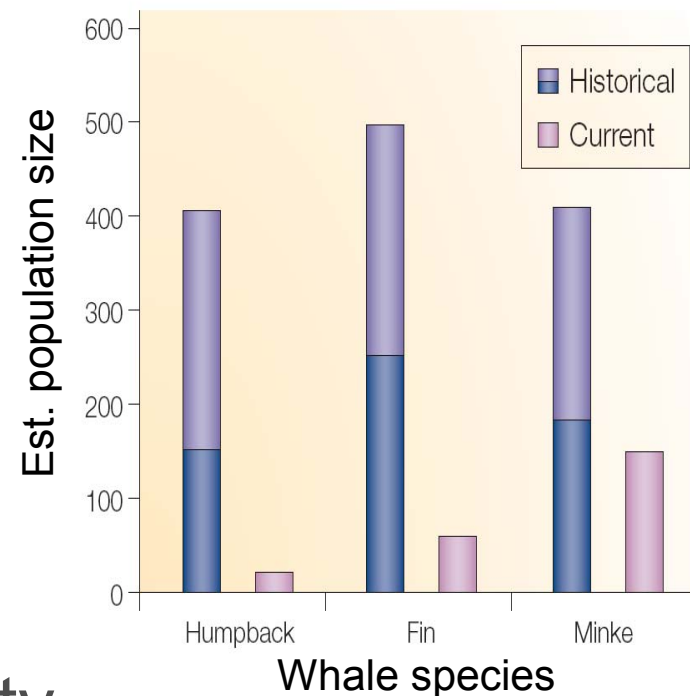 600
500
400
300
200
100
0
Est. population size
Historical
Current
Humpback Fin Minke
Whale species